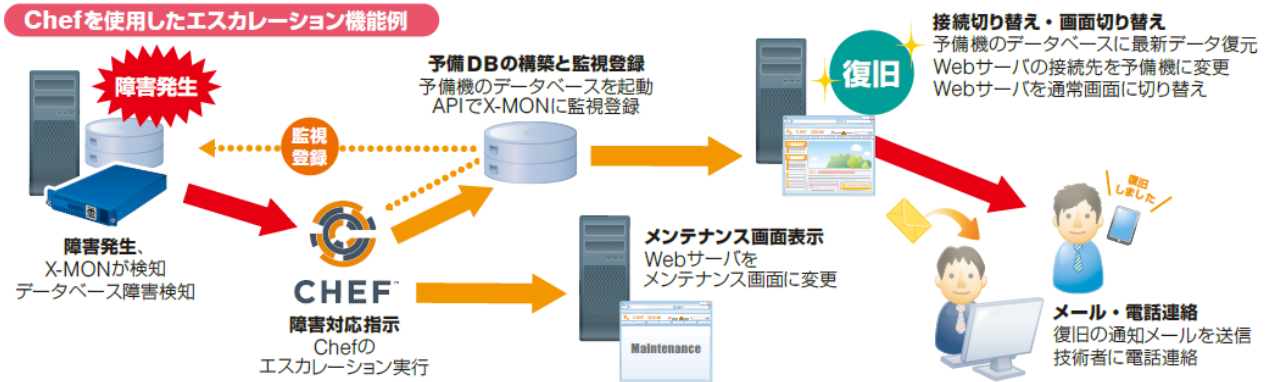 Chefを使用したエスカレーション機能例
障害発生
障害発生、
X-MONが検知
データベース障害検知
監視
登録
CHEF™
障害対応指示
Chefの
エスカレーション実行
予備DBの構築と監視登録
予備機のデータベースを起動
APIでX-MONに監視登録
メンテナンス画面表示
Webサーバを
メンテナンス画面に変更
Maintenance
復旧
接続切り替え・画面切り替え
予備機のデータベースに最新データ復元
Webサーバの接続先を予備機に変更
Webサーバを通常画面に切り替え
復旧
しました
メール・電話連絡
復旧の通知メールを送信
技術者に電話連絡